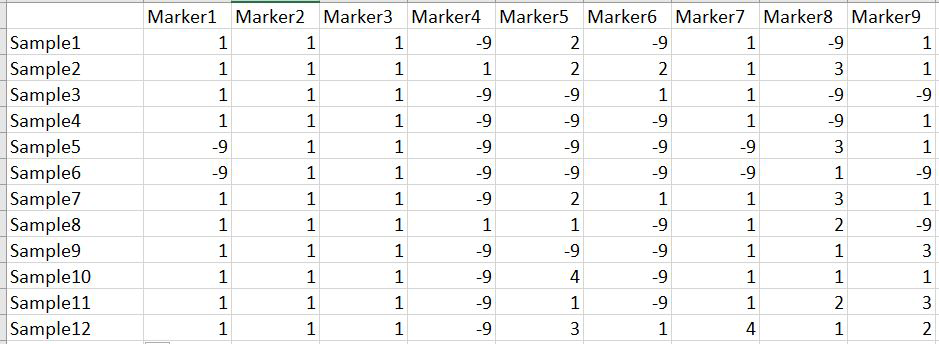 Marker1 Marker2 Marker3 Marker4 Marker5 Marker6 Marker7 Marker8 Marker9
Sample1 1 1 1 -9 2 -9 1 -9 1
Sample2 1 1 1 1 2 2 1 3 1
Sample3 1 1 1 -9 -9 1 1 -9 -9
Sample4 1 1 1 -9 -9 -9 1 -9 1
Sample5 -9 1 1 -9 -9 -9 -9 3 1
Sample6 -9 1 1 -9 -9 -9 -9 1 -9
Sample7 1 1 1 -9 2 1 1 3 1
Sample8 1 1 1 1 1 -9 1 2 -9
Sample9 1 1 1 -9 -9 -9 1 1 3
Sample10 1 1 1 -9 4 -9 1 1 1
Sample11 1 1 1 -9 1 -9 1 2 3
Sample12 1 1 1 -9 3 1 4 1 2